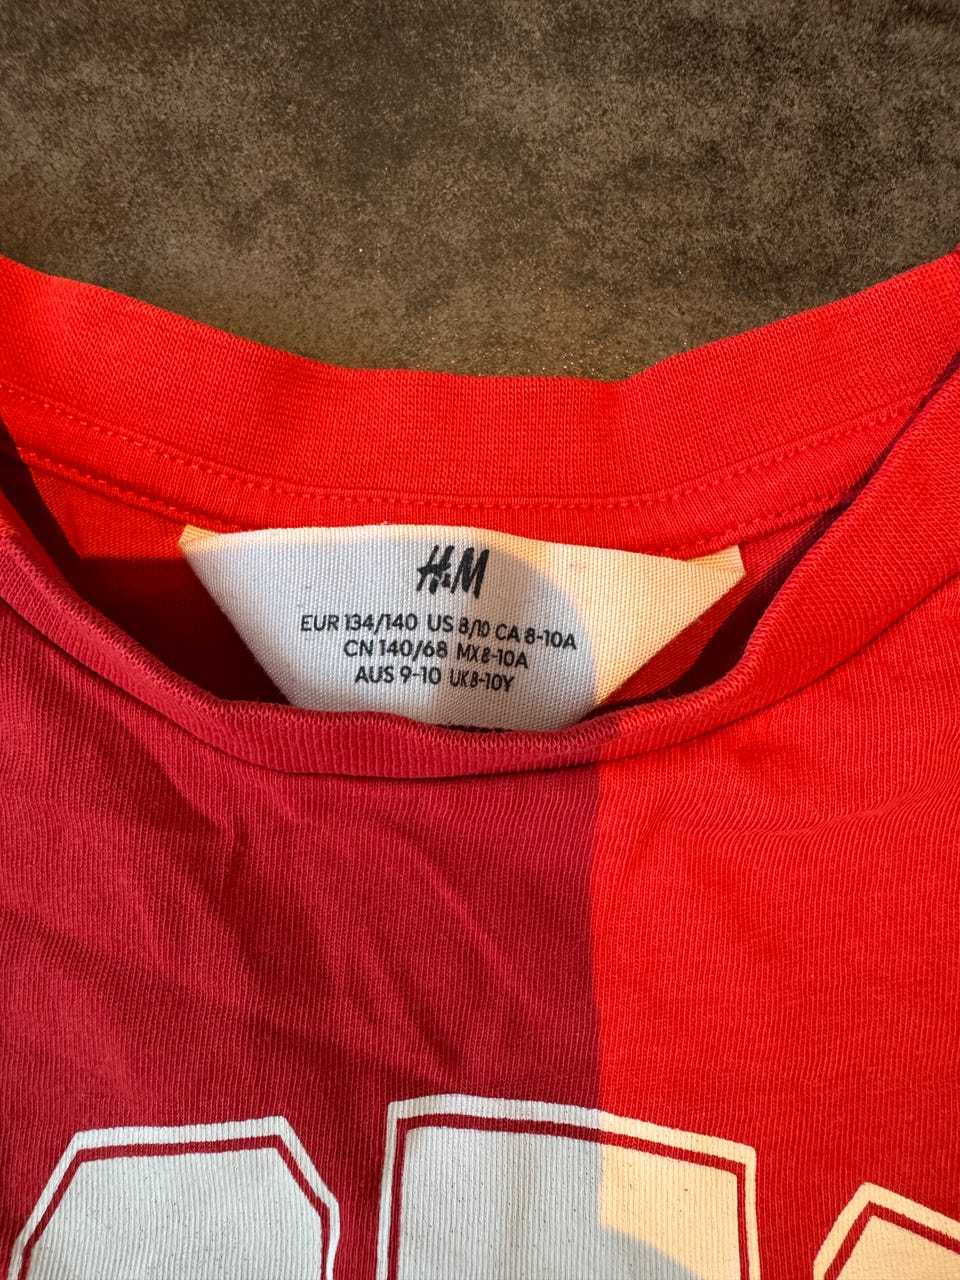 H&M
EUR 134/140 US 8/10 CA 8-10A
CN 140/68 MX 8-10A
AUS 9-10 UK 8-10Y